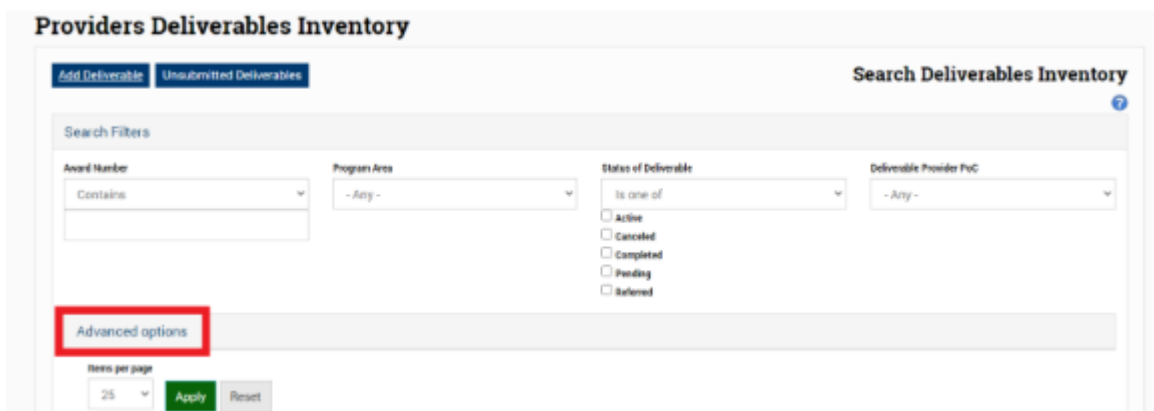 Providers Deliverables Inventory
Add Deliverable Unsubmitted Deliverables Search Deliverables Inventory
?
Search Filters
Award Number Program Area Status of Deliverable Deliverable Provider PoC
Contains - Any - Is one of - Any -
Active
Canceled
Completed
Pending
Referred
Advanced options
Items per page
25 Apply Reset